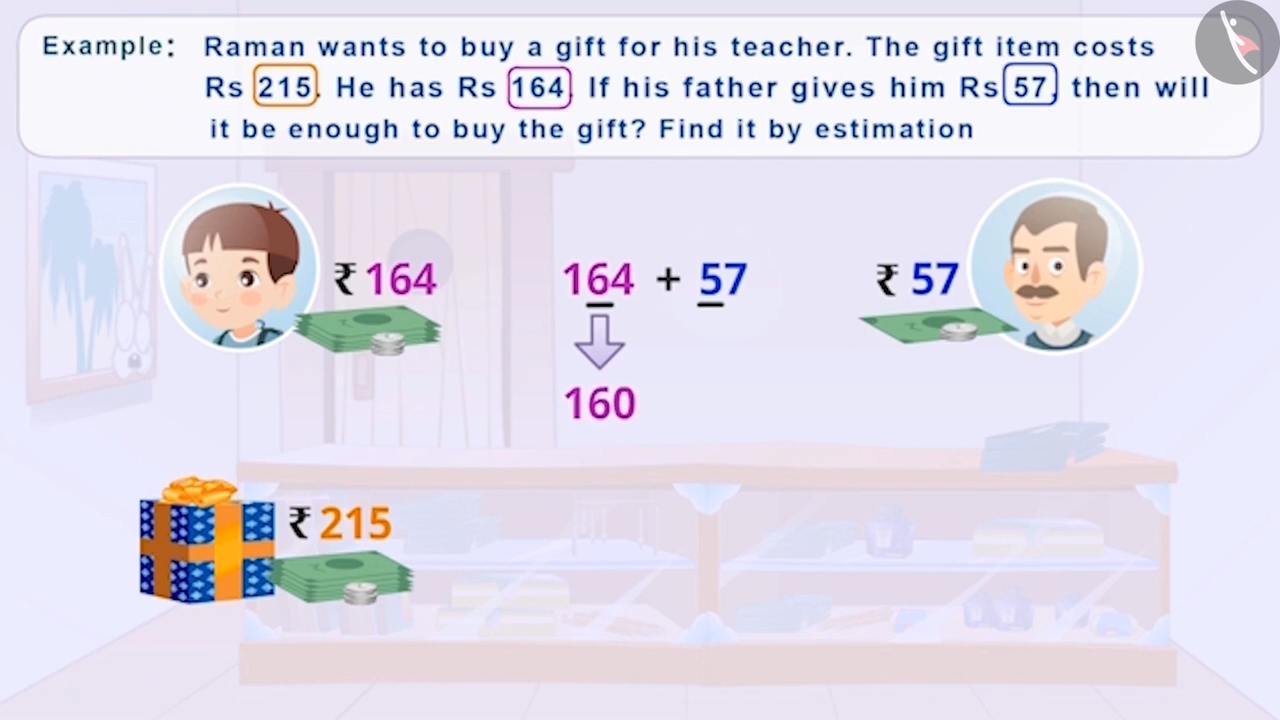 Example: Raman wants to buy a gift for his teacher. The gift item costs
Rs 215. He has Rs 164. If his father gives him Rs 57, then will
it be enough to buy the gift? Find it by estimation
₹ 164
164 + 57
₹ 57
160
₹ 215